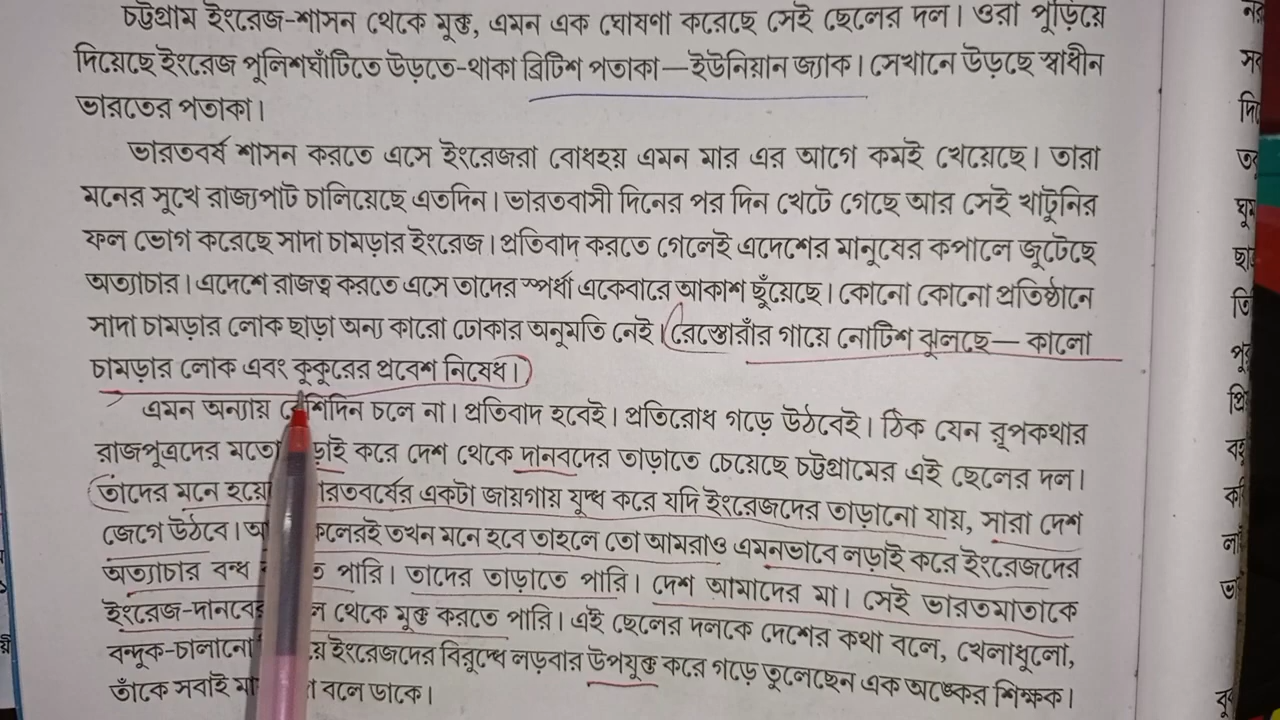 চট্টগ্রাম ইংরেজ-শাসন থেকে মুক্ত, এমন এক ঘোষণা করেছে সেই ছেলের দল। ওরা পুড়িয়ে
দিয়েছে ইংরেজ পুলিশঘাঁটিতে উড়তে-থাকা ব্রিটিশ পতাকা—ইউনিয়ান জ্যাক। সেখানে উড়ছে স্বাধীন
ভারতের পতাকা।
ভারতবর্ষ শাসন করতে এসে ইংরেজরা বোধহয় এমন মার এর আগে কমই খেয়েছে। তারা
মনের সুখে রাজ্যপাট চালিয়েছে এতদিন। ভারতবাসী দিনের পর দিন খেটে গেছে আর সেই খাটুনির
ফল ভোগ করেছে সাদা চামড়ার ইংরেজ। প্রতিবাদ করতে গেলেই এদেশের মানুষের কপালে জুটেছে
অত্যাচার। এদেশে রাজত্ব করতে এসে তাদের স্পর্ধা একেবারে আকাশ ছুঁয়েছে। কোনো কোনো প্রতিষ্ঠানে
সাদা চামড়ার লোক ছাড়া অন্য কারো ঢোকার অনুমতি নেই। রেস্তোরাঁর গায়ে নোটিশ ঝুলছে— কালো
চামড়ার লোক এবং কুকুরের প্রবেশ নিষেধ।
এমন অন্যায় চলে না। প্রতিবাদ হবেই। প্রতিরোধ গড়ে উঠবেই। ঠিক যেন রূপকথার
রাজপুত্রদের মতো করে দেশ থেকে দানবদের তাড়াতে চেয়েছে চট্টগ্রামের এই ছেলের দল।
তাঁদের মনে একটা জায়গায় যুদ্ধ করে যদি ইংরেজদের তাড়ানো যায়, সারা দেশ
জেগে উঠবে। তখন মনে হবে তাহলে তো আমরাও এমনভাবে লড়াই করে ইংরেজদের
অত্যাচার বন্ধ পারি। তাদের তাড়াতে পারি। দেশ আমাদের মা। সেই ভারতমাতাকে
থেকে মুক্ত করতে পারি। এই ছেলের দলকে দেশের কথা বলে, খেলাধুলো,
বন্দুক-চালানো ইংরেজদের বিরুদ্ধে লড়বার উপযুক্ত করে গড়ে তুলেছেন এক অঙ্কের শিক্ষক।
তাঁকে সবাই বলে ডাকে।